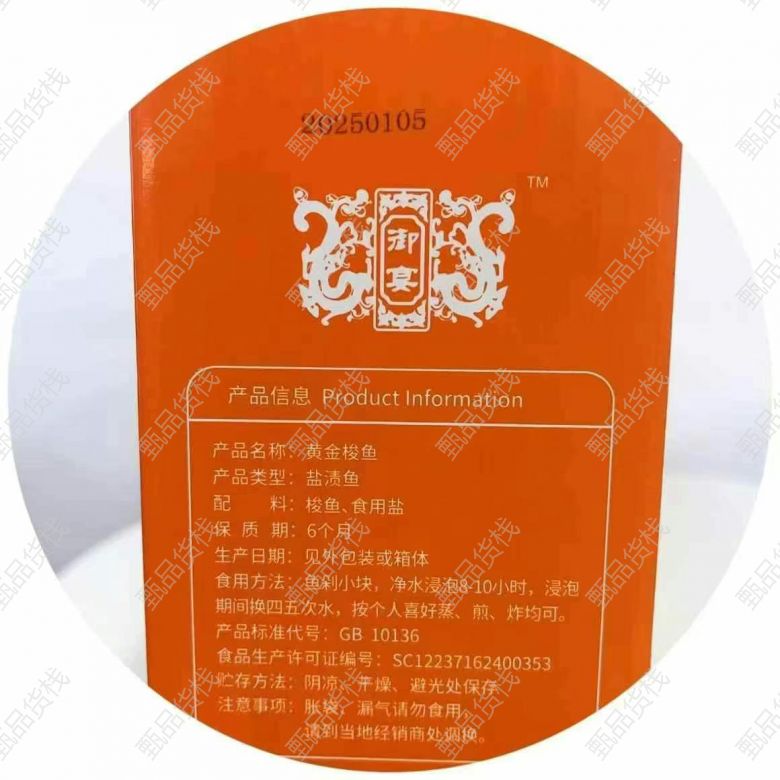 20250105
TM
御宴
产品信息 Product Information
产品名称：黄金梭鱼
产品类型：盐渍鱼
配 料：梭鱼、食用盐
保 质 期：6个月
生产日期：见外包装或箱体
食用方法：鱼剁小块，净水浸泡8-10小时，浸泡
期间换四五次水，按个人喜好蒸、煎、炸均可。
产品标准代号：GB 10136
食品生产许可证编号：SC12237162400353
贮存方法：阴凉、干燥、避光处保存
注意事项：胀袋、漏气请勿食用。
请到当地经销商处调换。
甄品货栈